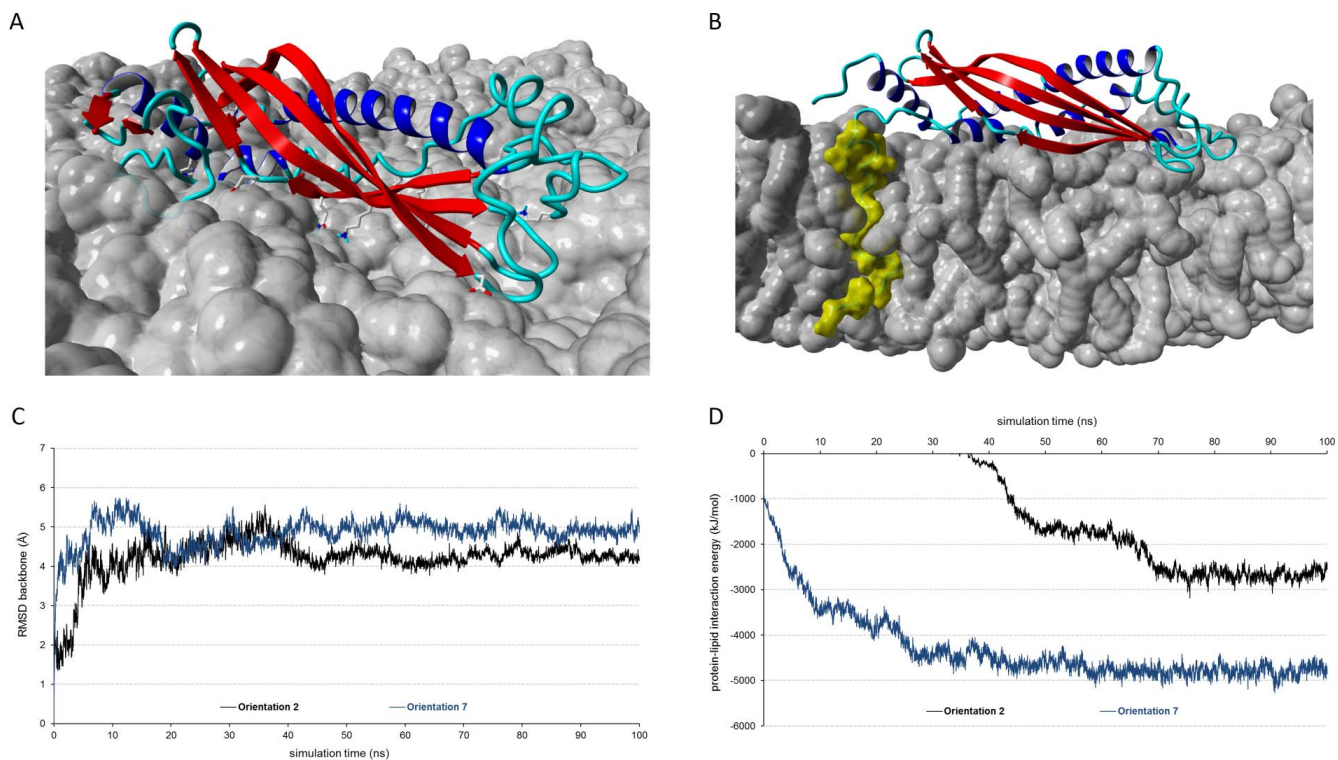 A
B
C
7
6
5
4
3
2
1
0
RMSD backbone (Å)
0 10 20 30 40 50 60 70 80 90 100
simulation time (ns)
Orientation 2 Orientation 7
D
simulation time (ns)
0 10 20 30 40 50 60 70 80 90 100
0
-1000
-2000
-3000
-4000
-5000
-6000
protein-lipid interaction energy (kJ/mol)
Orientation 2 Orientation 7